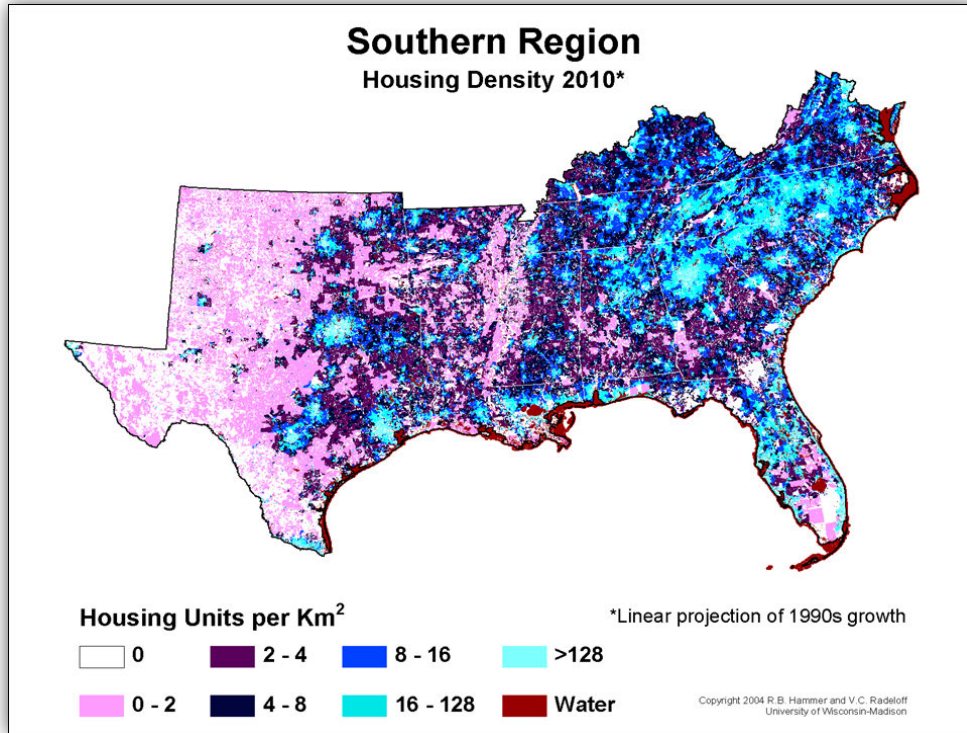 Southern Region
Housing Density 2010*
Housing Units per Km²
*Linear projection of 1990s growth
0
2 - 4
8 - 16
>128
0 - 2
4 - 8
16 - 128
Water
Copyright 2004 R.B. Hammer and V.C. Radeloff
University of Wisconsin-Madison